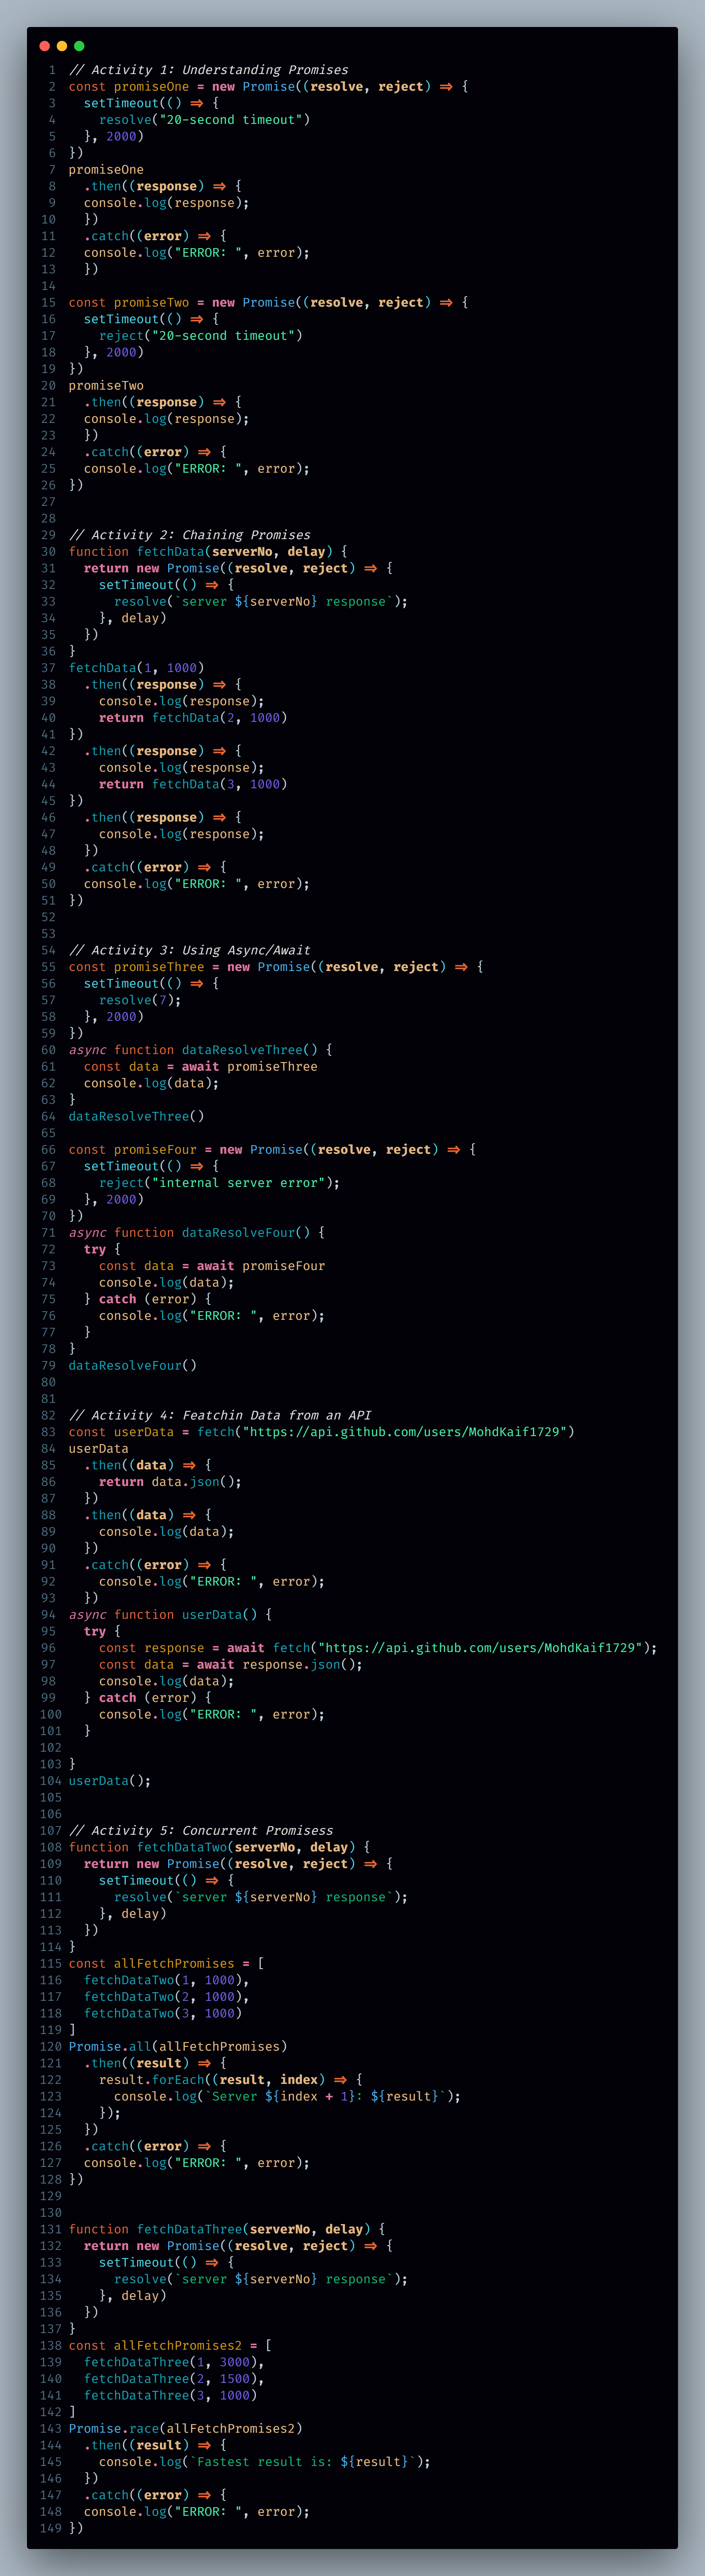 1 // Activity 1: Understanding Promises
2 const promiseOne = new Promise((resolve, reject) => {
3   setTimeout(() => {
4     resolve("20-second timeout")
5   }, 2000)
6 })
7 promiseOne
8   .then((response) => {
9   console.log(response);
10   })
11   .catch((error) => {
12   console.log("ERROR: ", error);
13   })
14
15 const promiseTwo = new Promise((resolve, reject) => {
16   setTimeout(() => {
17     reject("20-second timeout")
18   }, 2000)
19 })
20 promiseTwo
21   .then((response) => {
22   console.log(response);
23   })
24   .catch((error) => {
25   console.log("ERROR: ", error);
26 })
27
28
29 // Activity 2: Chaining Promises
30 function fetchData(serverNo, delay) {
31   return new Promise((resolve, reject) => {
32     setTimeout(() => {
33       resolve(`server ${serverNo} response`);
34     }, delay)
35   })
36 }
37 fetchData(1, 1000)
38   .then((response) => {
39     console.log(response);
40     return fetchData(2, 1000)
41 })
42   .then((response) => {
43     console.log(response);
44     return fetchData(3, 1000)
45 })
46   .then((response) => {
47     console.log(response);
48   })
49   .catch((error) => {
50   console.log("ERROR: ", error);
51 })
52
53
54 // Activity 3: Using Async/Await
55 const promiseThree = new Promise((resolve, reject) => {
56   setTimeout(() => {
57     resolve(7);
58   }, 2000)
59 })
60 async function dataResolveThree() {
61   const data = await promiseThree
62   console.log(data);
63 }
64 dataResolveThree()
65
66 const promiseFour = new Promise((resolve, reject) => {
67   setTimeout(() => {
68     reject("internal server error");
69   }, 2000)
70 })
71 async function dataResolveFour() {
72   try {
73     const data = await promiseFour
74     console.log(data);
75   } catch (error) {
76     console.log("ERROR: ", error);
77   }
78 }
79 dataResolveFour()
80
81
82 // Activity 4: Featchin Data from an API
83 const userData = fetch("https://api.github.com/users/MohdKaif1729")
84 userData
85   .then((data) => {
86     return data.json();
87   })
88   .then((data) => {
89     console.log(data);
90   })
91   .catch((error) => {
92     console.log("ERROR: ", error);
93   })
94 async function userData() {
95   try {
96     const response = await fetch("https://api.github.com/users/MohdKaif1729");
97     const data = await response.json();
98     console.log(data);
99   } catch (error) {
100     console.log("ERROR: ", error);
101   }
102
103 }
104 userData();
105
106
107 // Activity 5: Concurrent Promisess
108 function fetchDataTwo(serverNo, delay) {
109   return new Promise((resolve, reject) => {
110     setTimeout(() => {
111       resolve(`server ${serverNo} response`);
112     }, delay)
113   })
114 }
115 const allFetchPromises = [
116   fetchDataTwo(1, 1000),
117   fetchDataTwo(2, 1000),
118   fetchDataTwo(3, 1000)
119 ]
120 Promise.all(allFetchPromises)
121   .then((result) => {
122     result.forEach((result, index) => {
123       console.log(`Server ${index + 1}: ${result}`);
124     });
125   })
126   .catch((error) => {
127   console.log("ERROR: ", error);
128 })
129
130
131 function fetchDataThree(serverNo, delay) {
132   return new Promise((resolve, reject) => {
133     setTimeout(() => {
134       resolve(`server ${serverNo} response`);
135     }, delay)
136   })
137 }
138 const allFetchPromises2 = [
139   fetchDataThree(1, 3000),
140   fetchDataThree(2, 1500),
141   fetchDataThree(3, 1000)
142 ]
143 Promise.race(allFetchPromises2)
144   .then((result) => {
145     console.log(`Fastest result is: ${result}`);
146   })
147   .catch((error) => {
148   console.log("ERROR: ", error);
149 })